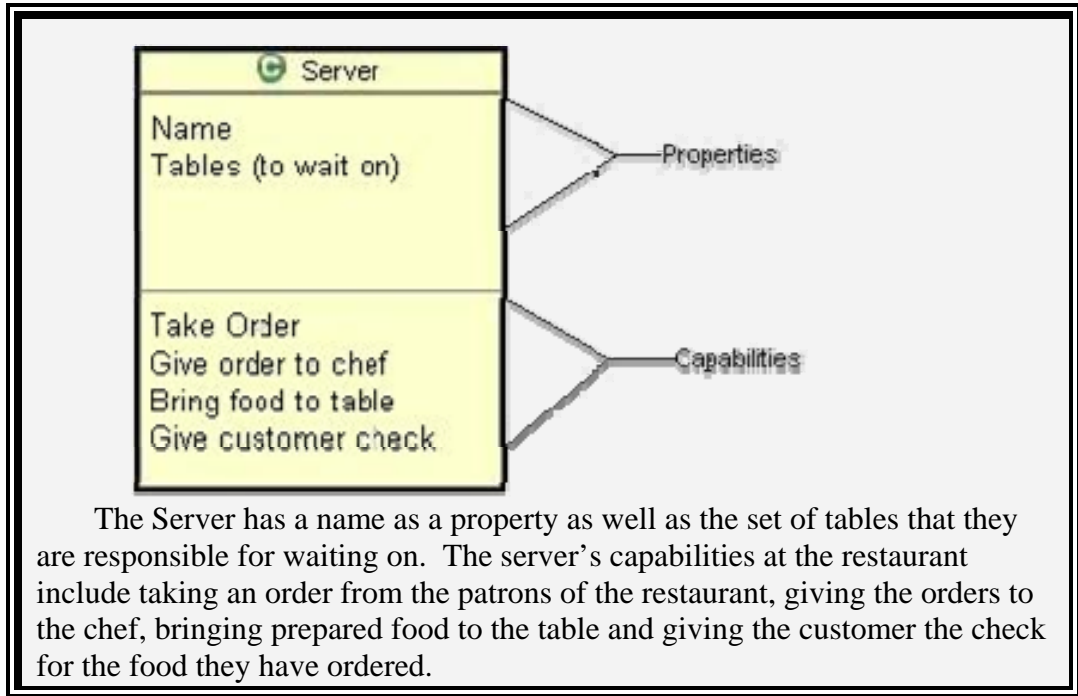 Server
Name
Tables (to wait on)
Properties
Take Order
Give order to chef
Bring food to table
Give customer check
Capabilities
The Server has a name as a property as well as the set of tables that they
are responsible for waiting on.  The server’s capabilities at the restaurant
include taking an order from the patrons of the restaurant, giving the orders to
the chef, bringing prepared food to the table and giving the customer the check
for the food they have ordered.